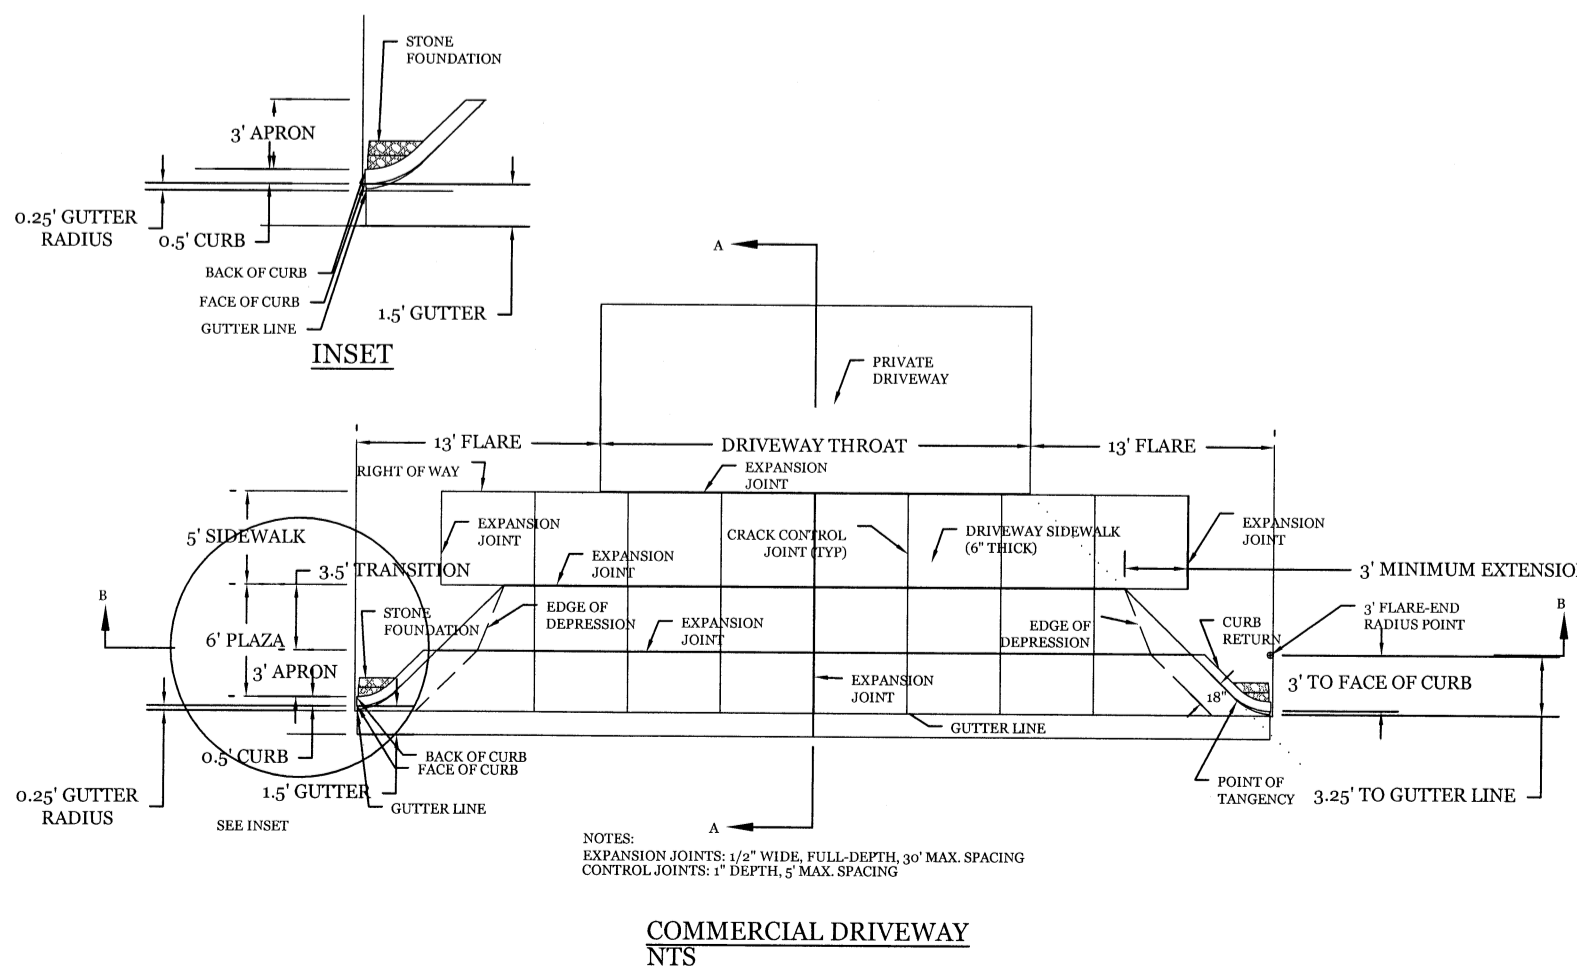 STONE
FOUNDATION
3' APRON
0.25' GUTTER
RADIUS
0.5' CURB
BACK OF CURB
FACE OF CURB
GUTTER LINE
1.5' GUTTER
INSET
A
PRIVATE
DRIVEWAY
13' FLARE
DRIVEWAY THROAT
13' FLARE
RIGHT OF WAY
EXPANSION
JOINT
5' SIDEWALK
EXPANSION
JOINT
CRACK CONTROL
JOINT (TYP)
DRIVEWAY SIDEWALK
(6" THICK)
EXPANSION
JOINT
3.5' TRANSITION
EXPANSION
JOINT
3' MINIMUM EXTENSIO
B
STONE
FOUNDATION
EDGE OF
DEPRESSION
EXPANSION
JOINT
EDGE OF
DEPRESSION
CURB
RETURN
3' FLARE-END
RADIUS POINT
B
6' PLAZA
3' APRON
EXPANSION
JOINT
18"
3' TO FACE OF CURB
GUTTER LINE
0.5' CURB
BACK OF CURB
FACE OF CURB
1.5' GUTTER
GUTTER LINE
0.25' GUTTER
RADIUS
SEE INSET
POINT OF
TANGENCY
3.25' TO GUTTER LINE
A
NOTES:
EXPANSION JOINTS: 1/2" WIDE, FULL-DEPTH, 30' MAX. SPACING
CONTROL JOINTS: 1" DEPTH, 5' MAX. SPACING
COMMERCIAL DRIVEWAY
NTS